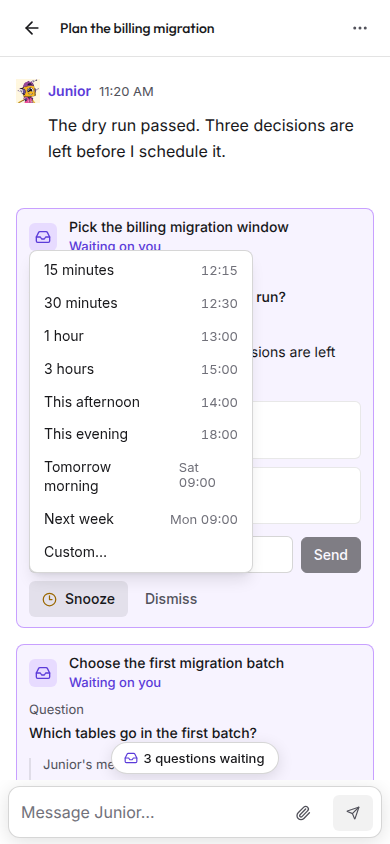 Plan the billing migration
Junior 11:20 AM
The dry run passed. Three decisions are
left before I schedule it.
Pick the billing migration window
Waiting on you
15 minutes 12:15
30 minutes 12:30
1 hour 13:00
3 hours 15:00
This afternoon 14:00
This evening 18:00
Tomorrow morning Sat 09:00
Next week Mon 09:00
Custom...
run?
are left
Send
Snooze Dismiss
Choose the first migration batch
Waiting on you
Question
Which tables go in the first batch?
Junior's
3 questions waiting
Message Junior...